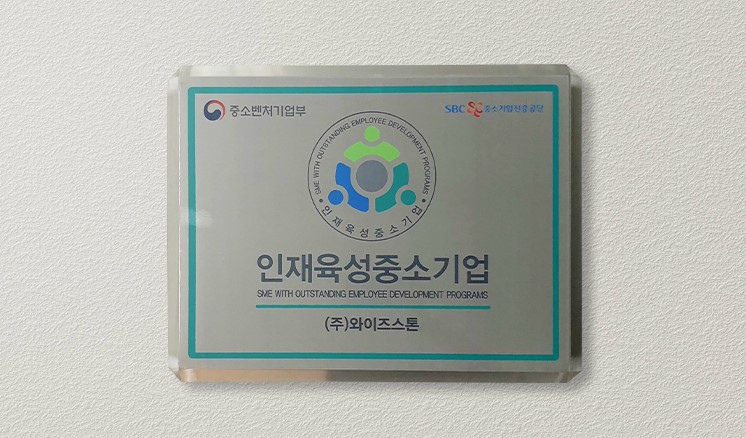 중소벤처기업부
SBC 중소기업진흥공단
SME WITH OUTSTANDING EMPLOYEE DEVELOPMENT PROGRAMS
· 인재육성중소기업 ·
인재육성중소기업
SME WITH OUTSTANDING EMPLOYEE DEVELOPMENT PROGRAMS
(주)와이즈스톤